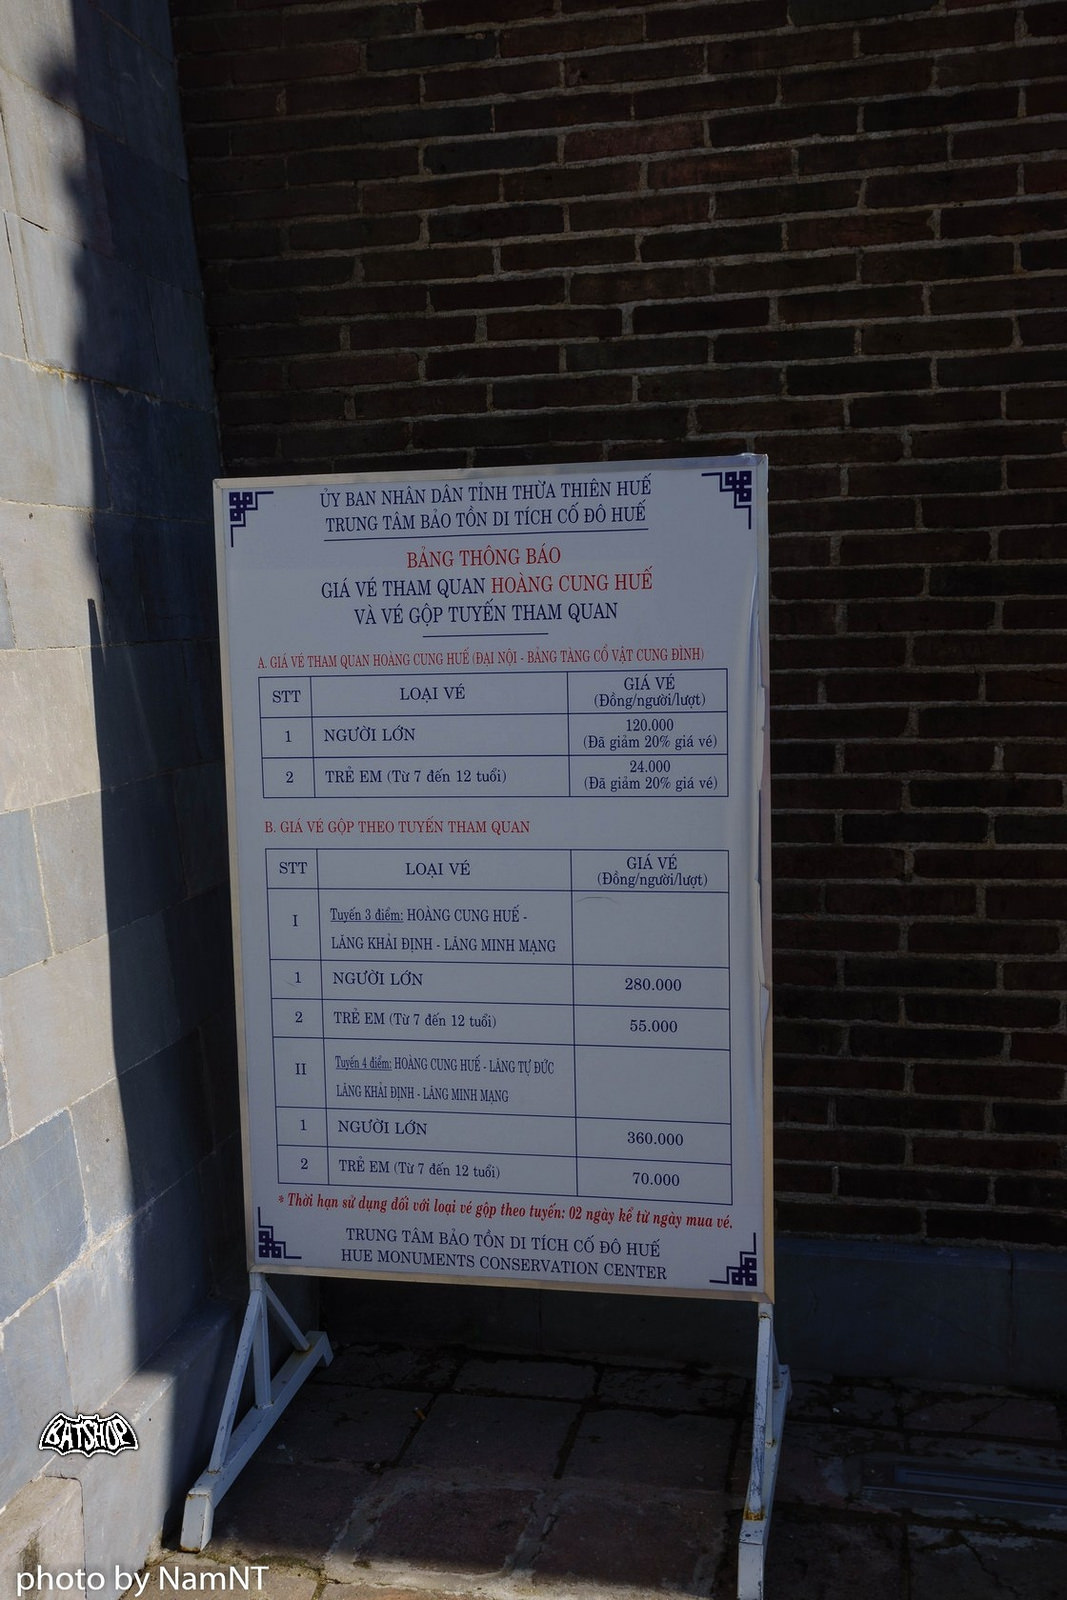 ỦY BAN NHÂN DÂN TỈNH THỪA THIÊN HUẾ
TRUNG TÂM BẢO TỒN DI TÍCH CỐ ĐÔ HUẾ
BẢNG THÔNG BÁO
GIÁ VÉ THAM QUAN HOÀNG CUNG HUẾ
VÀ VÉ GỘP TUYẾN THAM QUAN
A. GIÁ VÉ THAM QUAN HOÀNG CUNG HUẾ (ĐẠI NỘI - BẢNG TÀNG CỔ VẬT CUNG ĐÌNH)
STT LOẠI VÉ GIÁ VÉ
(Đồng/người/lượt)
1 NGƯỜI LỚN 120.000
(Đã giảm 20% giá vé)
2 TRẺ EM (Từ 7 đến 12 tuổi) 24.000
(Đã giảm 20% giá vé)
B. GIÁ VÉ GỘP THEO TUYẾN THAM QUAN
STT LOẠI VÉ GIÁ VÉ
(Đồng/người/lượt)
I Tuyến 3 điểm: HOÀNG CUNG HUẾ -
LĂNG KHẢI ĐỊNH - LĂNG MINH MẠNG
1 NGƯỜI LỚN 280.000
2 TRẺ EM (Từ 7 đến 12 tuổi) 55.000
II Tuyến 4 điểm: HOÀNG CUNG HUẾ - LĂNG TỰ ĐỨC
LĂNG KHẢI ĐỊNH - LĂNG MINH MẠNG
1 NGƯỜI LỚN 360.000
2 TRẺ EM (Từ 7 đến 12 tuổi) 70.000
* Thời hạn sử dụng đối với loại vé gộp theo tuyến: 02 ngày kể từ ngày mua vé.
TRUNG TÂM BẢO TỒN DI TÍCH CỐ ĐÔ HUẾ
HUE MONUMENTS CONSERVATION CENTER
BATSHOP
photo by NamNT